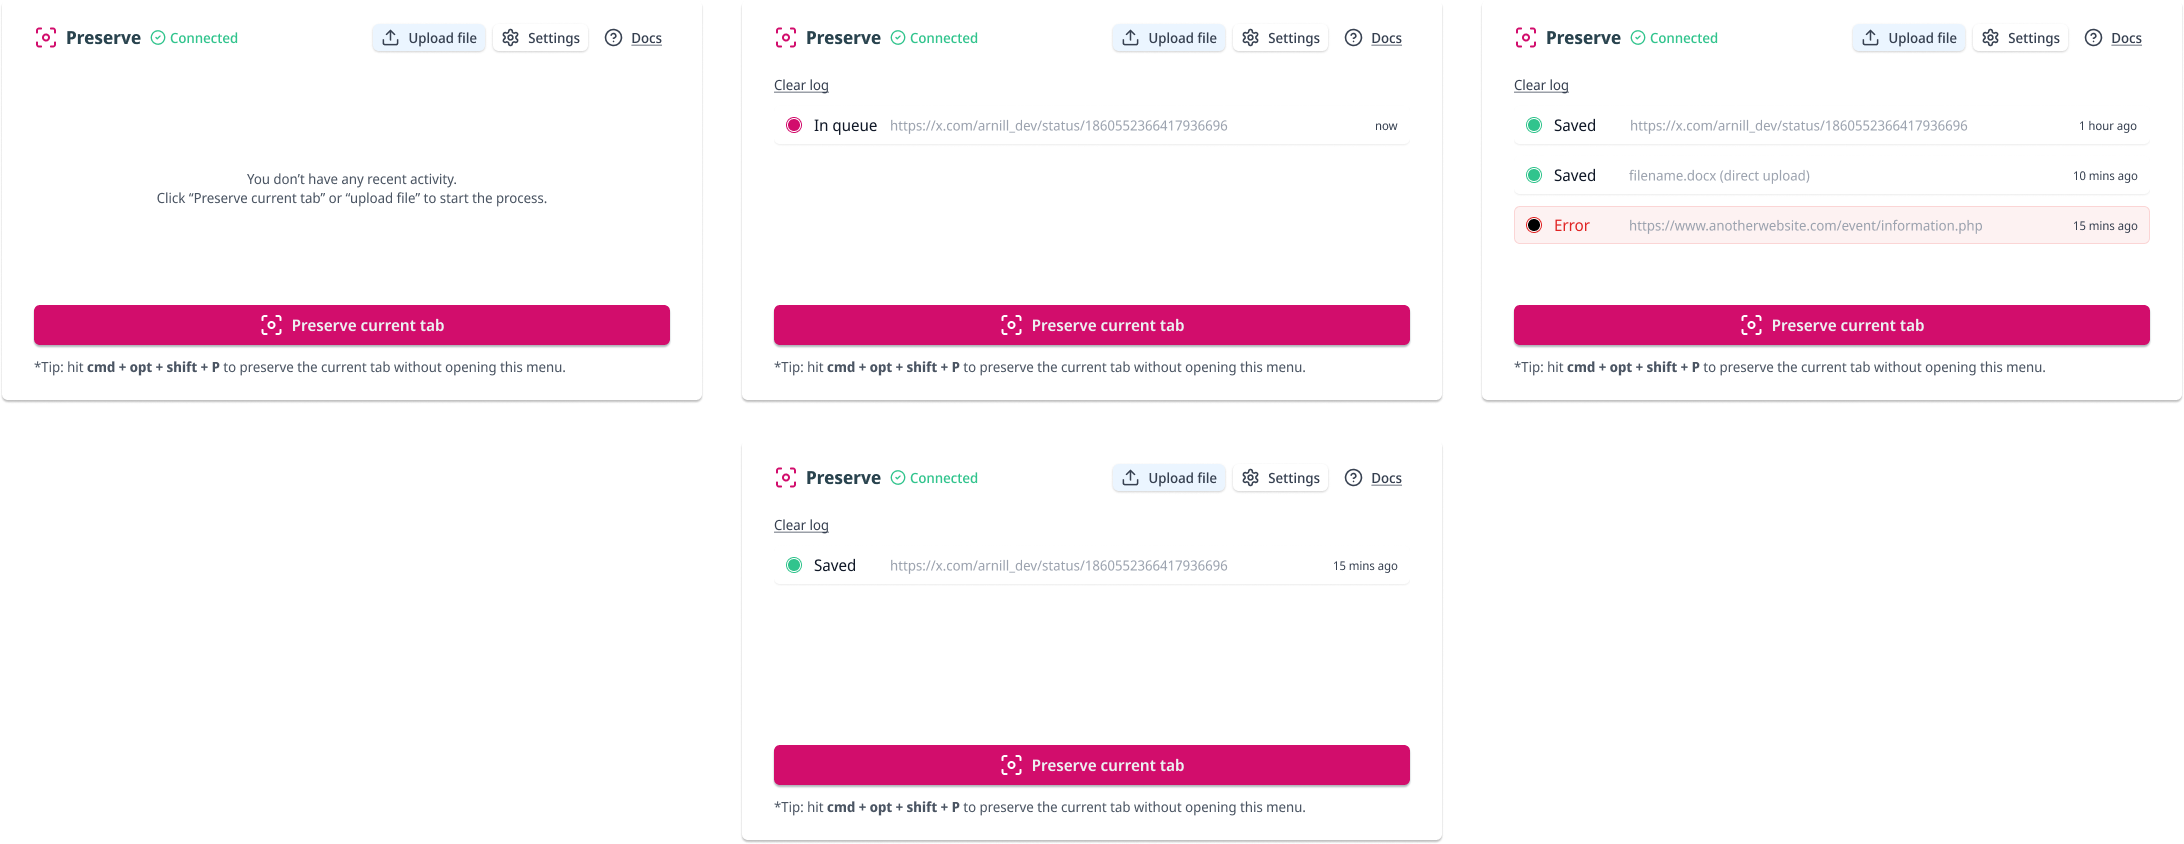 Preserve Connected Upload file Settings Docs
You don't have any recent activity.
Click “Preserve current tab” or “upload file” to start the process.
Preserve current tab
*Tip: hit cmd + opt + shift + P to preserve the current tab without opening this menu.
Preserve Connected Upload file Settings Docs
Clear log
In queue https://x.com/arnill_dev/status/1860552366417936696 now
Preserve current tab
*Tip: hit cmd + opt + shift + P to preserve the current tab without opening this menu.
Preserve Connected Upload file Settings Docs
Clear log
Saved https://x.com/arnill_dev/status/1860552366417936696 1 hour ago
Saved filename.docx (direct upload) 10 mins ago
Error https://www.anotherwebsite.com/event/information.php 15 mins ago
Preserve current tab
*Tip: hit cmd + opt + shift + P to preserve the current tab without opening this menu.
Preserve Connected Upload file Settings Docs
Clear log
Saved https://x.com/arnill_dev/status/1860552366417936696 15 mins ago
Preserve current tab
*Tip: hit cmd + opt + shift + P to preserve the current tab without opening this menu.